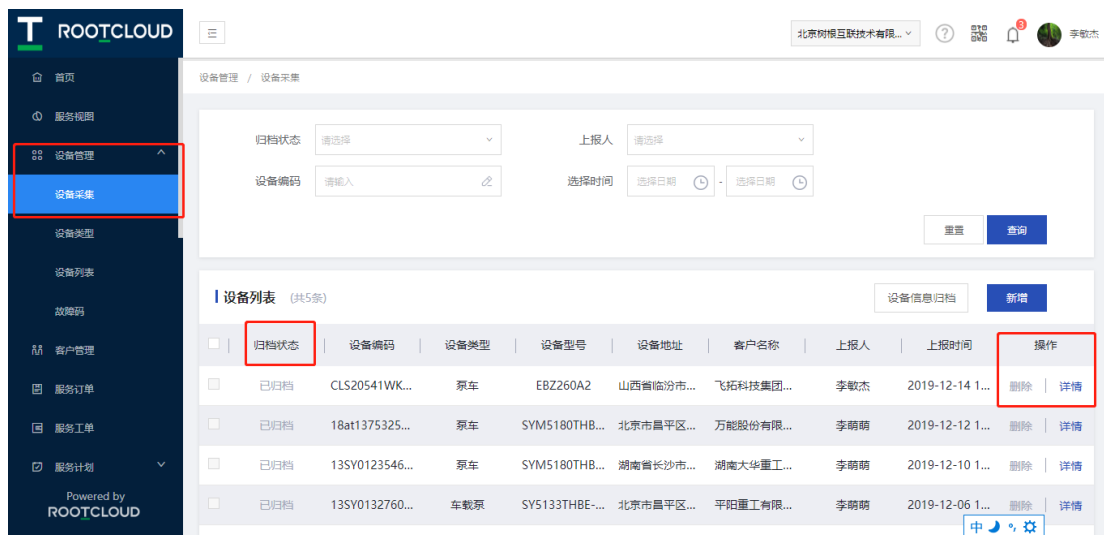 ROOTCLOUD
北京树根互联技术有限...
?
3
李敏杰
首页
服务视图
设备管理
设备采集
设备类型
设备列表
故障码
客户管理
服务订单
服务工单
服务计划
Powered by
ROOTCLOUD
设备管理 / 设备采集
归档状态 请选择 上报人 请选择
设备编码 请输入 选择时间 选择日期 - 选择日期
重置 查询
设备列表 (共5条) 设备信息归档 新增
归档状态 设备编码 设备类型 设备型号 设备地址 客户名称 上报人 上报时间 操作
已归档 CLS20541WK... 泵车 EBZ260A2 山西省临汾市... 飞拓科技集团... 李敏杰 2019-12-14 1... 删除 详情
已归档 18at1375325... 泵车 SYM5180THB... 北京市昌平区... 万能股份有限... 李萌萌 2019-12-12 1... 删除 详情
已归档 13SY0123546... 泵车 SYM5180THB... 湖南省长沙市... 湖南大华重工... 李萌萌 2019-12-10 1... 删除 详情
已归档 13SY0132760... 车载泵 SY5133THBE-... 北京市昌平区... 平阳重工有限... 李萌萌 2019-12-06 1... 删除 详情
中